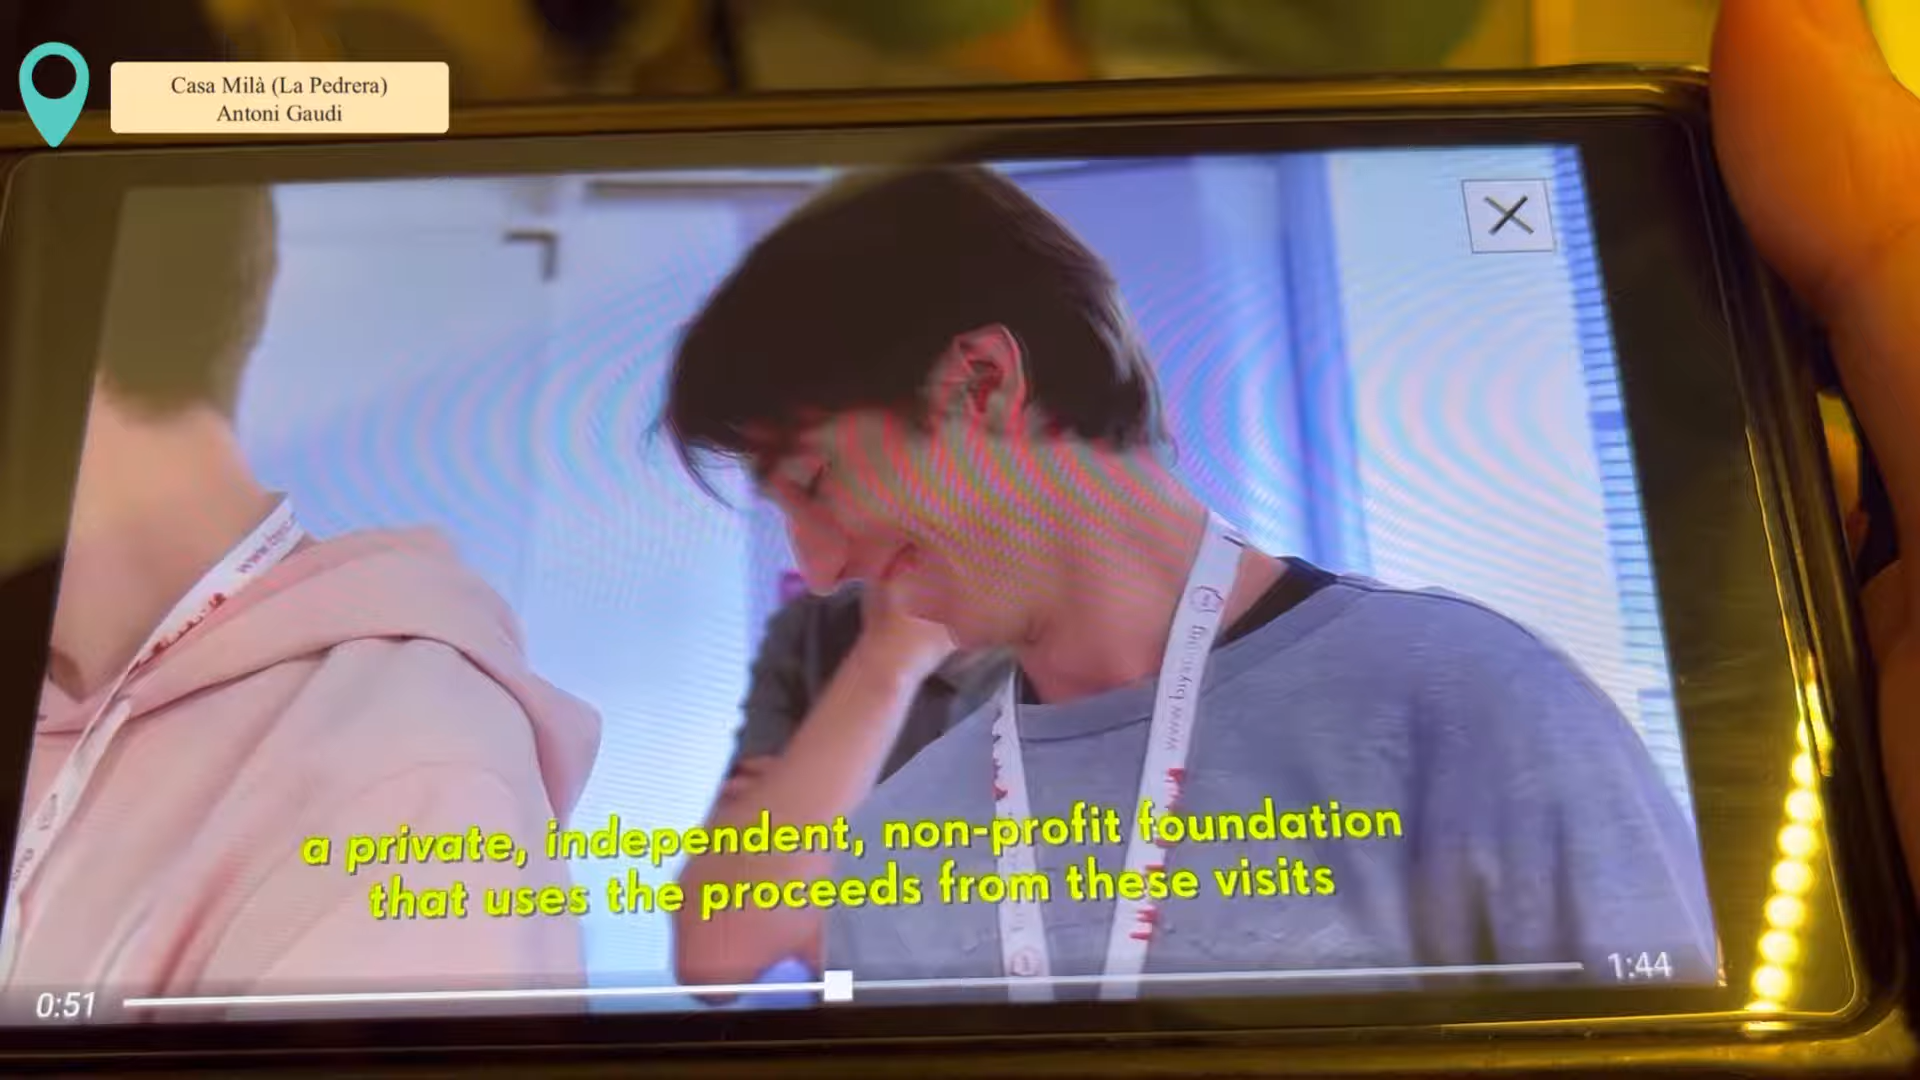 Casa Milà (La Pedrera)
Antoni Gaudi
a private, independent, non-profit foundation
that uses the proceeds from these visits
0:51
1:44